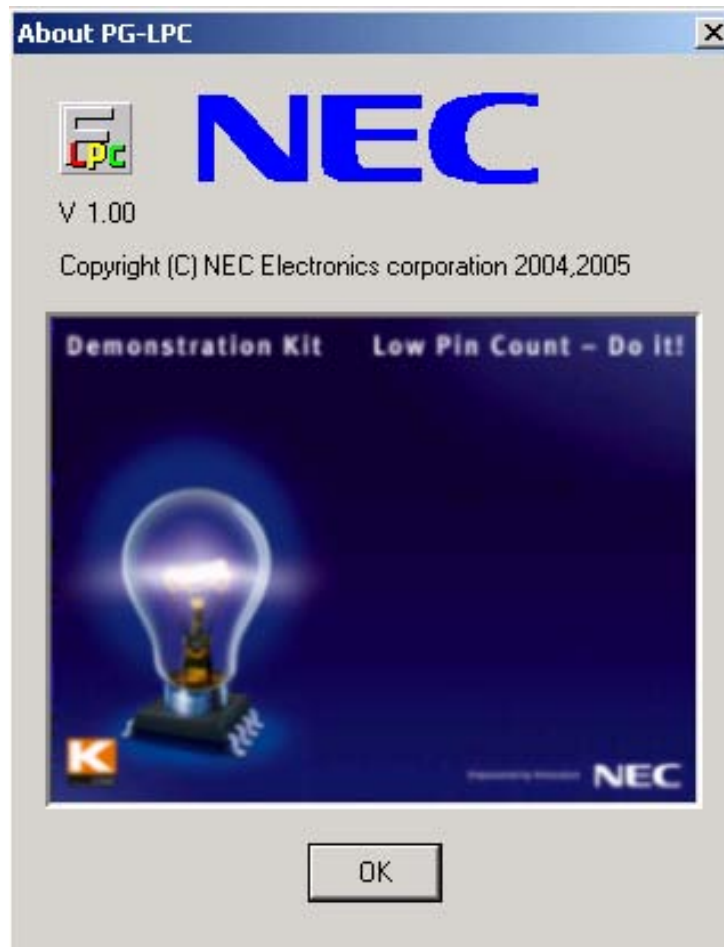 About PG-LPC
LPC
NEC
V 1.00
Copyright (C) NEC Electronics corporation 2004,2005
Demonstration Kit Low Pin Count – Do it!
K
NEC
OK